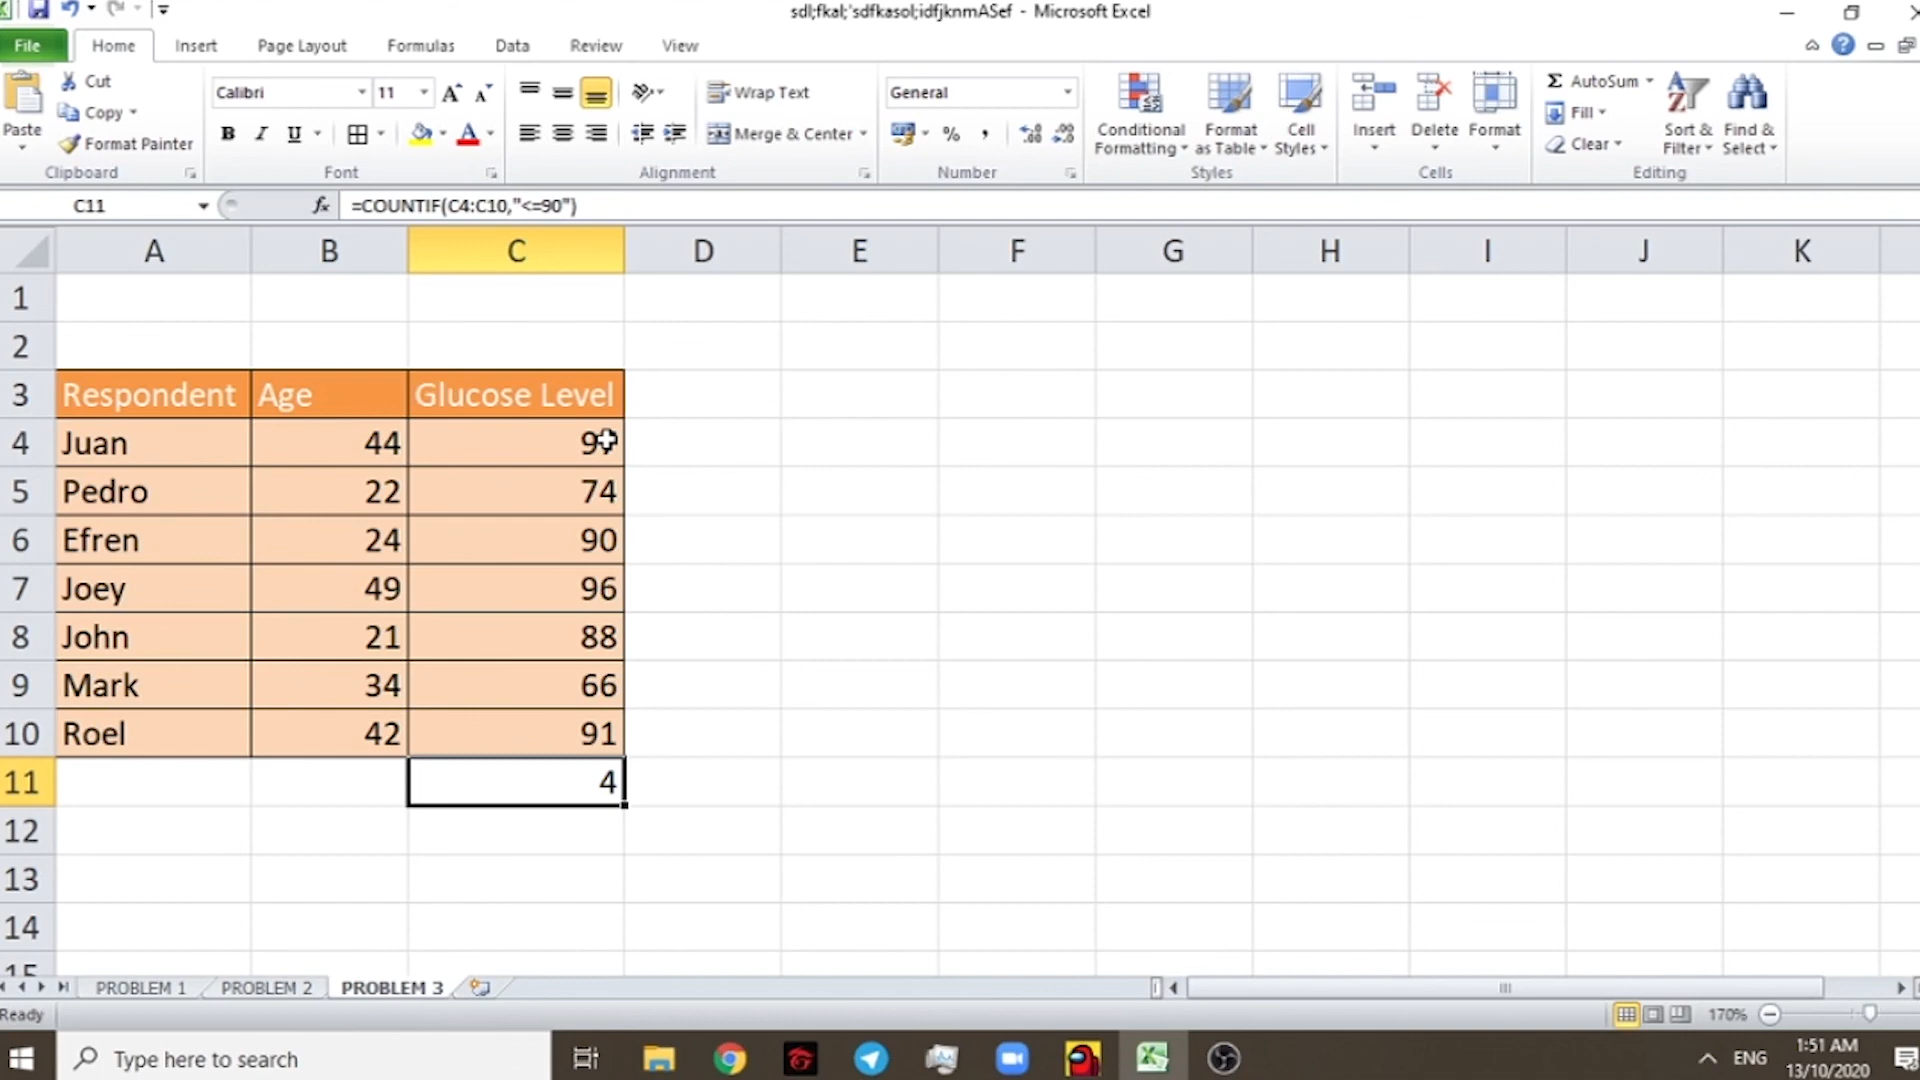 sdl;fkal;'sdfkasol;idfjknmASef - Microsoft Excel
File Home Insert Page Layout Formulas Data Review View
Paste
Cut
Copy
Format Painter
Clipboard
Calibri 11
B I U
A
Font
Wrap Text
Merge & Center
Alignment
General
%
Number
Conditional Formatting
Format as Table
Cell Styles
Styles
Insert Delete Format
Cells
AutoSum
Fill
Clear
Sort & Filter
Find & Select
Editing
C11 fx =COUNTIF(C4:C10,"<=90")
A B C D E F G H I J K
1
2
3 Respondent Age Glucose Level
4 Juan 44
5 Pedro 22 74
6 Efren 24 90
7 Joey 49 96
8 John 21 88
9 Mark 34 66
10 Roel 42 91
11 4
12
13
14
15
PROBLEM 1 PROBLEM 2 PROBLEM 3
Ready 170%
Type here to search ENG 1:51 AM
13/10/2020